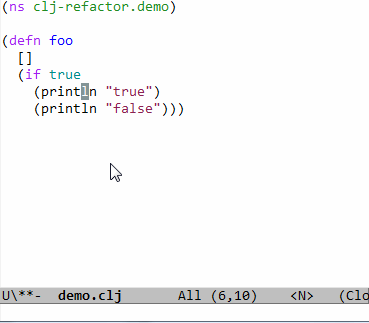 (ns clj-refactor.demo)
(defn foo
  []
  (if true
    (println "true")
    (println "false")))
U\**-  demo.clj      All (6,10)    <N>   (Clo